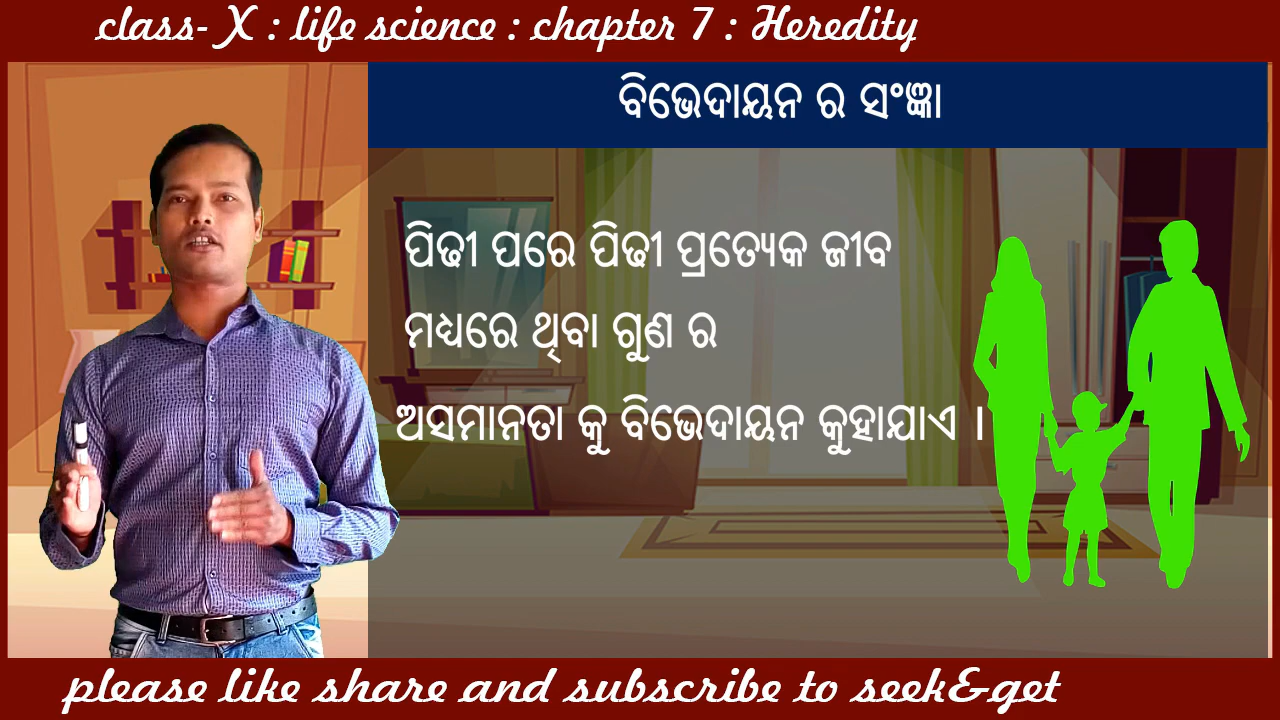 class- X : life science : chapter 7 : Heredity
ବିଭେଦାୟନ ର ସଂଜ୍ଞା
ପିଢୀ ପରେ ପିଢୀ ପ୍ରତ୍ୟେକ ଜୀବ
ମଧ୍ୟରେ ଥିବା ଗୁଣ ର
ଅସମାନତା କୁ ବିଭେଦାୟନ କୁହାଯାଏ ।
please like share and subscribe to seek&get